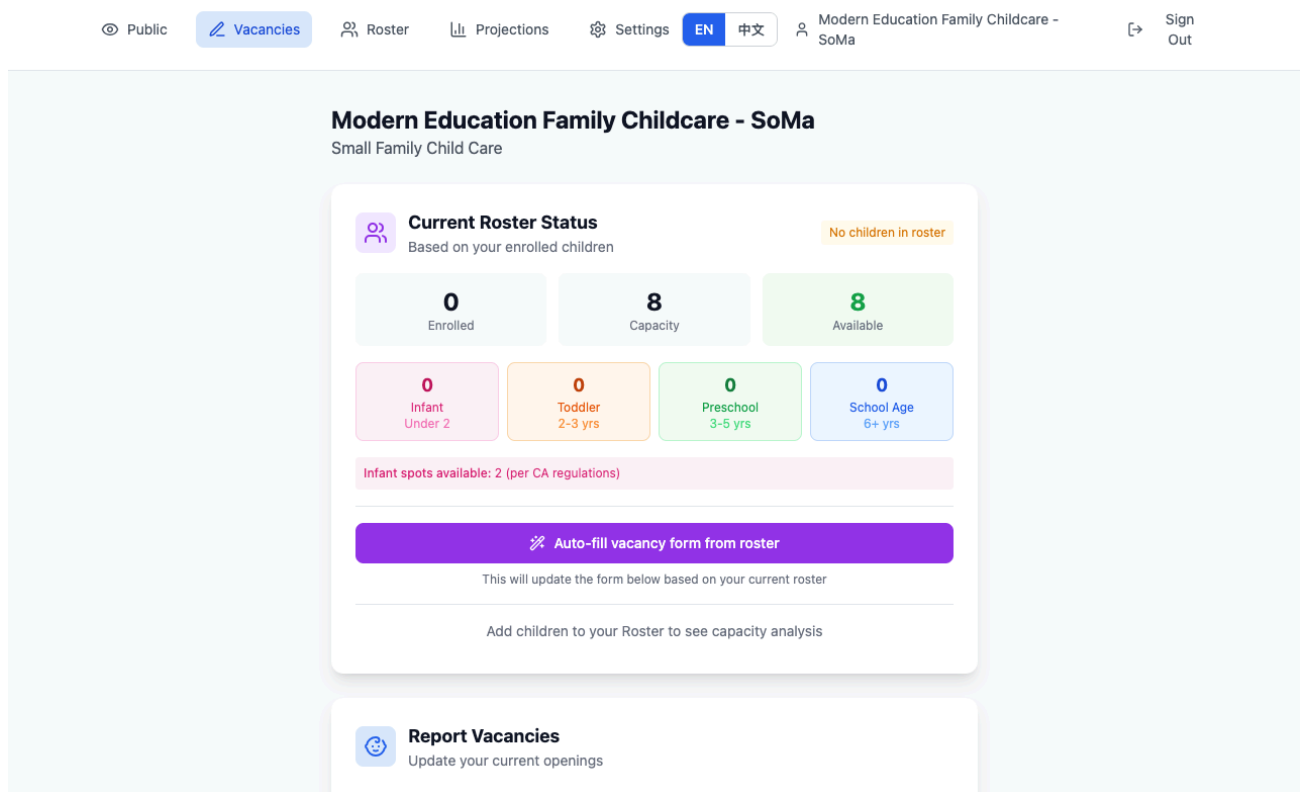 Public
Vacancies
Roster
Projections
Settings
EN
中文
Modern Education Family Childcare -
SoMa
Sign
Out
Modern Education Family Childcare - SoMa
Small Family Child Care
Current Roster Status
Based on your enrolled children
No children in roster
0
Enrolled
8
Capacity
8
Available
0
Infant
Under 2
0
Toddler
2-3 yrs
0
Preschool
3-5 yrs
0
School Age
6+ yrs
Infant spots available: 2 (per CA regulations)
Auto-fill vacancy form from roster
This will update the form below based on your current roster
Add children to your Roster to see capacity analysis
Report Vacancies
Update your current openings